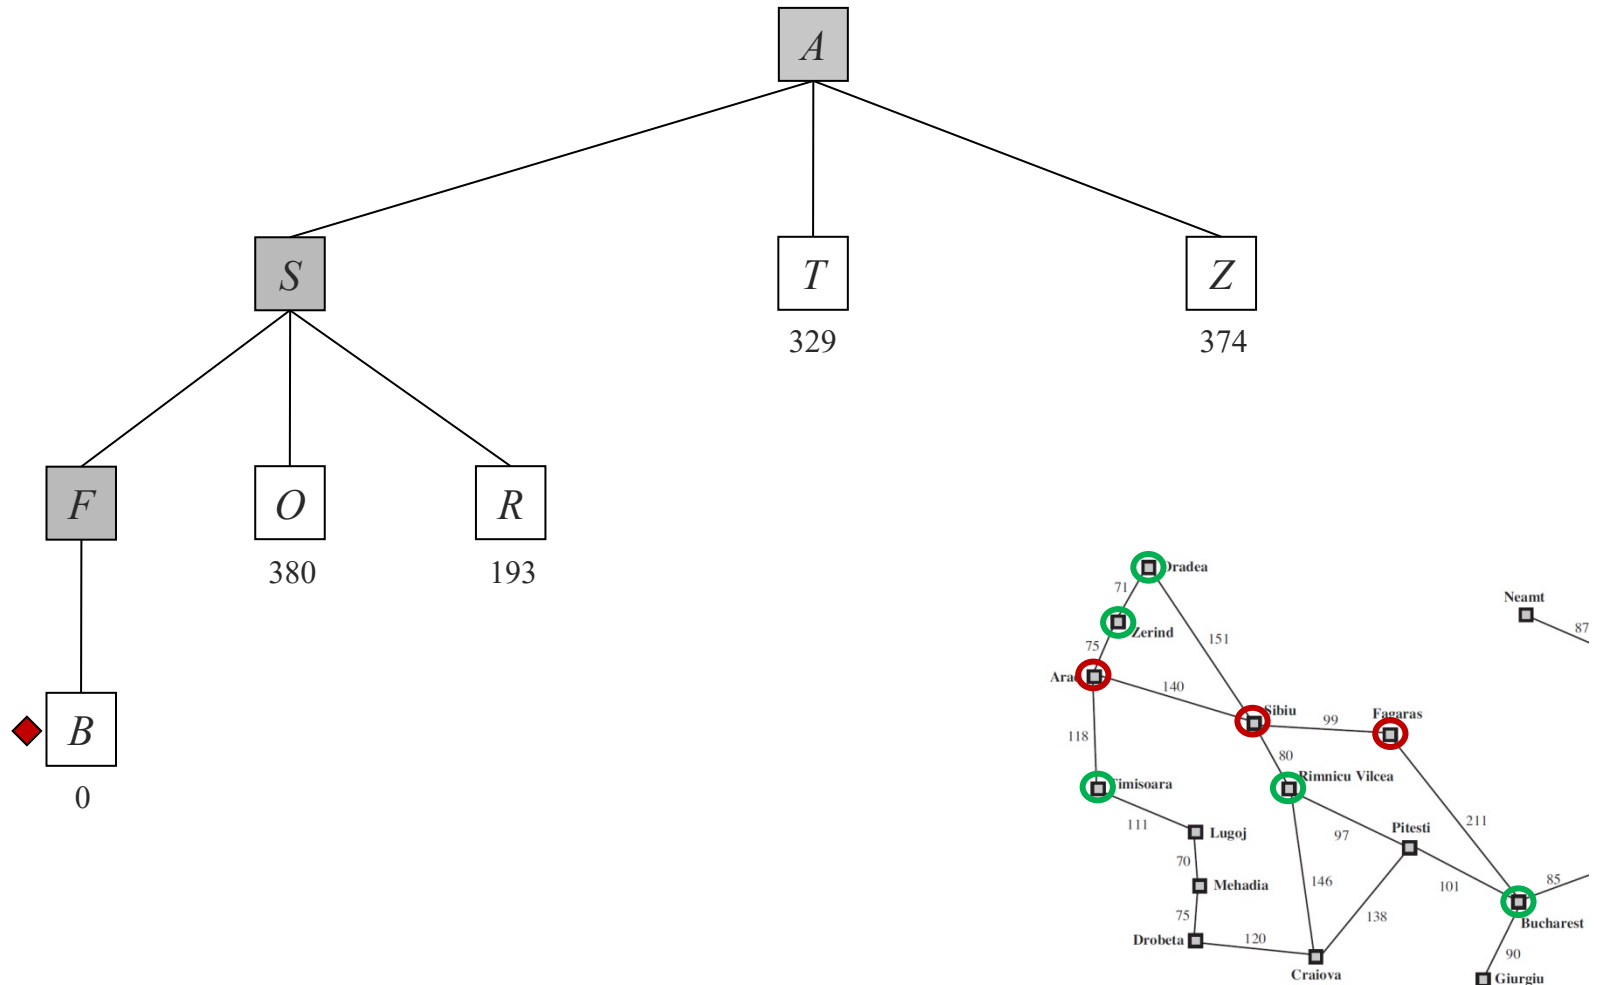 A
S
T
Z
329
374
F
O
R
380
193
B
0
Oradea
Neamt
71
87
Zerind
151
75
Arad
140
Sibiu
99
Fagaras
118
80
Timisoara
Rimnicu Vilcea
111
Lugoj
97
Pitesti
211
70
Mehadia
146
101
85
75
138
Bucharest
Drobeta
120
90
Craiova
Giurgiu